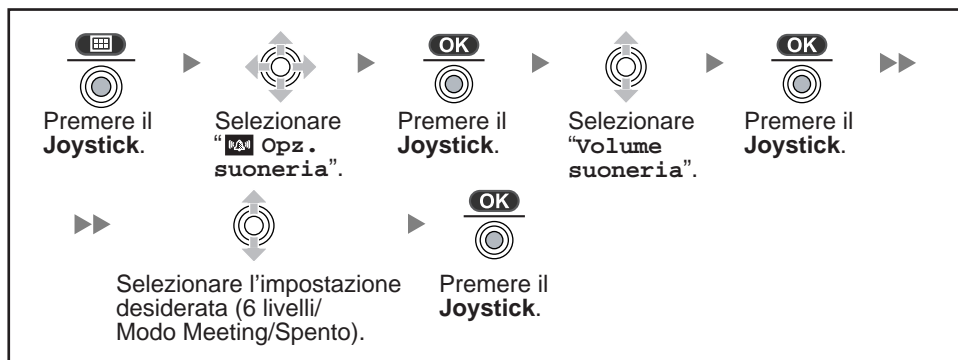 OK
OK
Premere il
Joystick.
Selezionare
“ Opz.
suoneria”.
Premere il
Joystick.
Selezionare
“Volume
suoneria”.
Premere il
Joystick.
OK
Selezionare l’impostazione
desiderata (6 livelli/
Modo Meeting/Spento).
Premere il
Joystick.